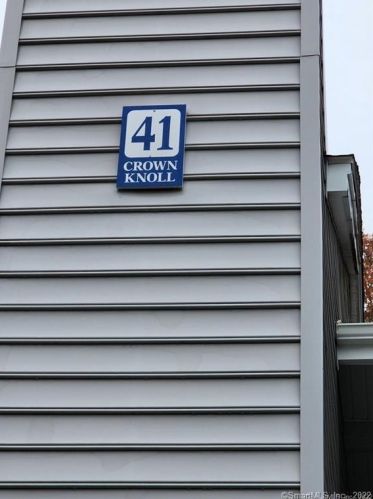 41
CROWN
KNOLL
©SmartMLS, Inc. 2022